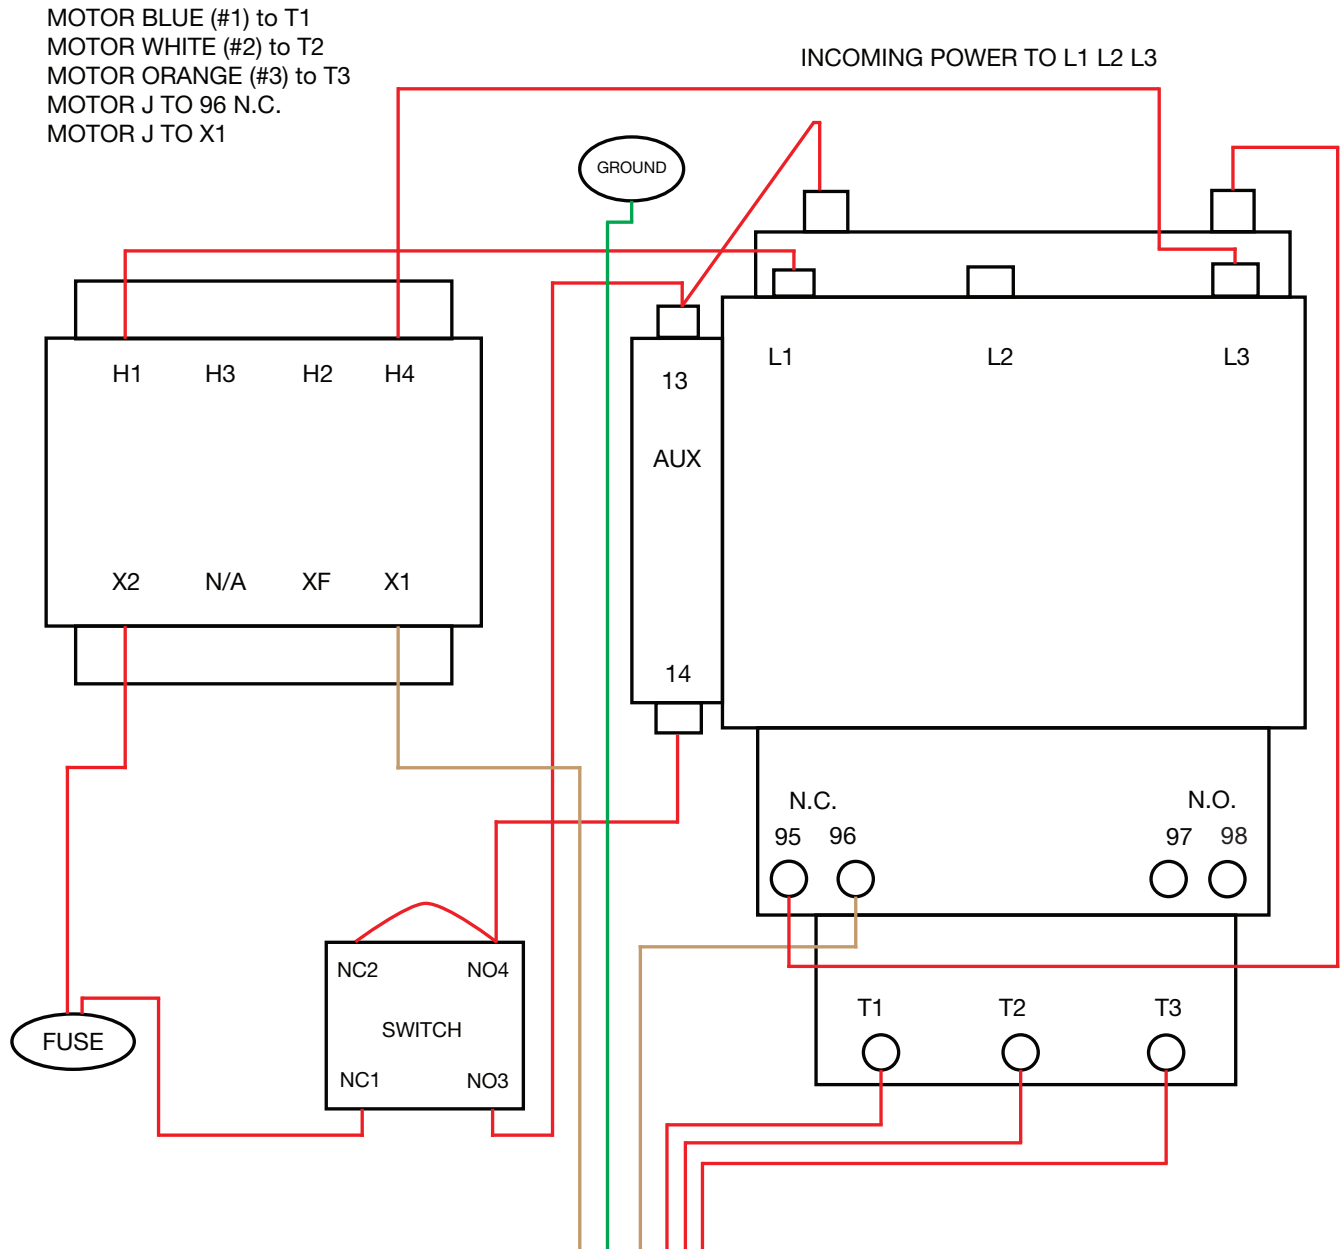 MOTOR BLUE (#1) to T1
MOTOR WHITE (#2) to T2
MOTOR ORANGE (#3) to T3
MOTOR J TO 96 N.C.
MOTOR J TO X1
INCOMING POWER TO L1 L2 L3
GROUND
H1 H3 H2 H4
X2 N/A XF X1
13
AUX
14
L1 L2 L3
N.C. N.O.
95 96 97 98
T1 T2 T3
NC2 NO4
SWITCH
NC1 NO3
FUSE